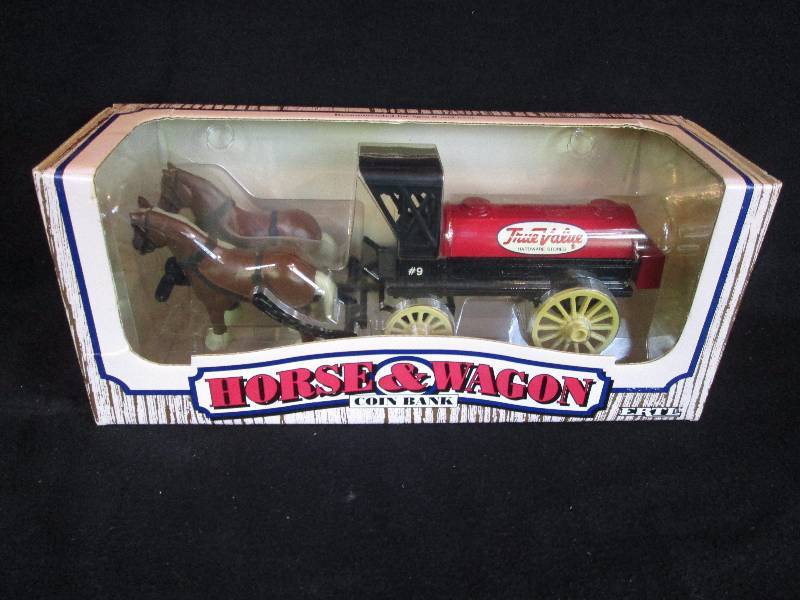 True Value
HARDWARE STORES
#9
HORSE & WAGON
COIN BANK
ERTL